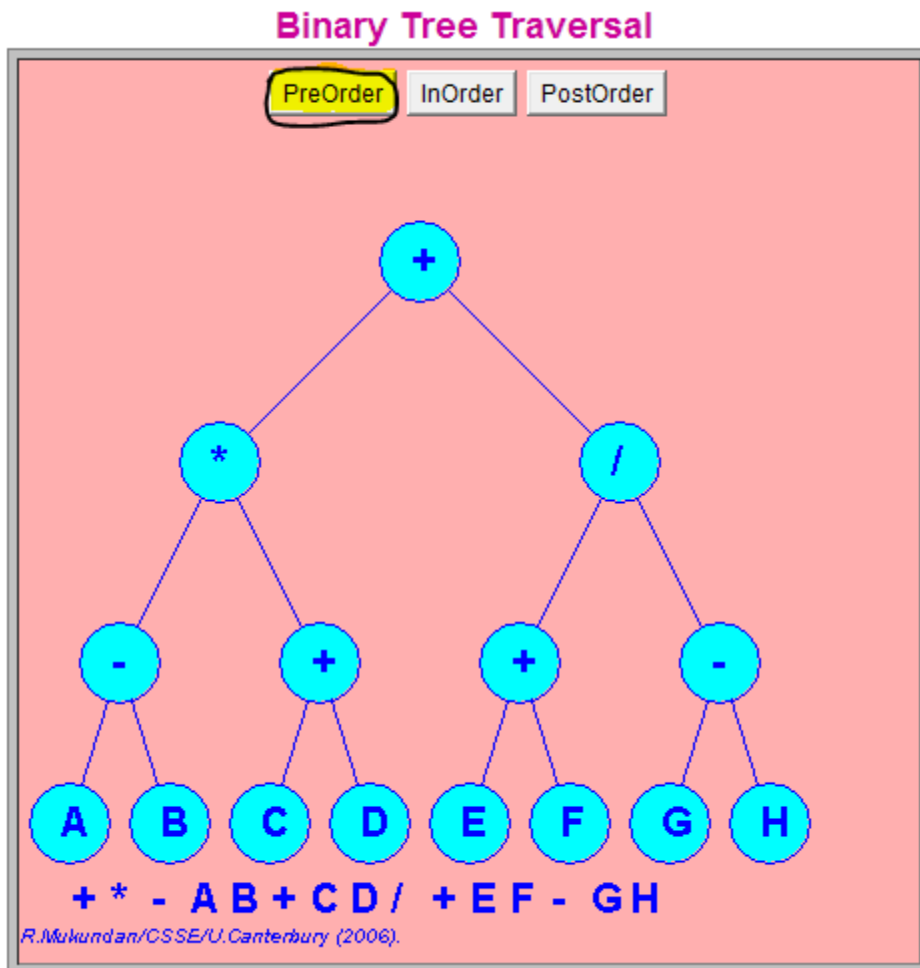 Binary Tree Traversal
PreOrder InOrder PostOrder
+
* /
- + + -
A B C D E F G H
+ * - A B + C D / + E F - G H
R.Mukundan/CSSE/U.Canterbury (2006).